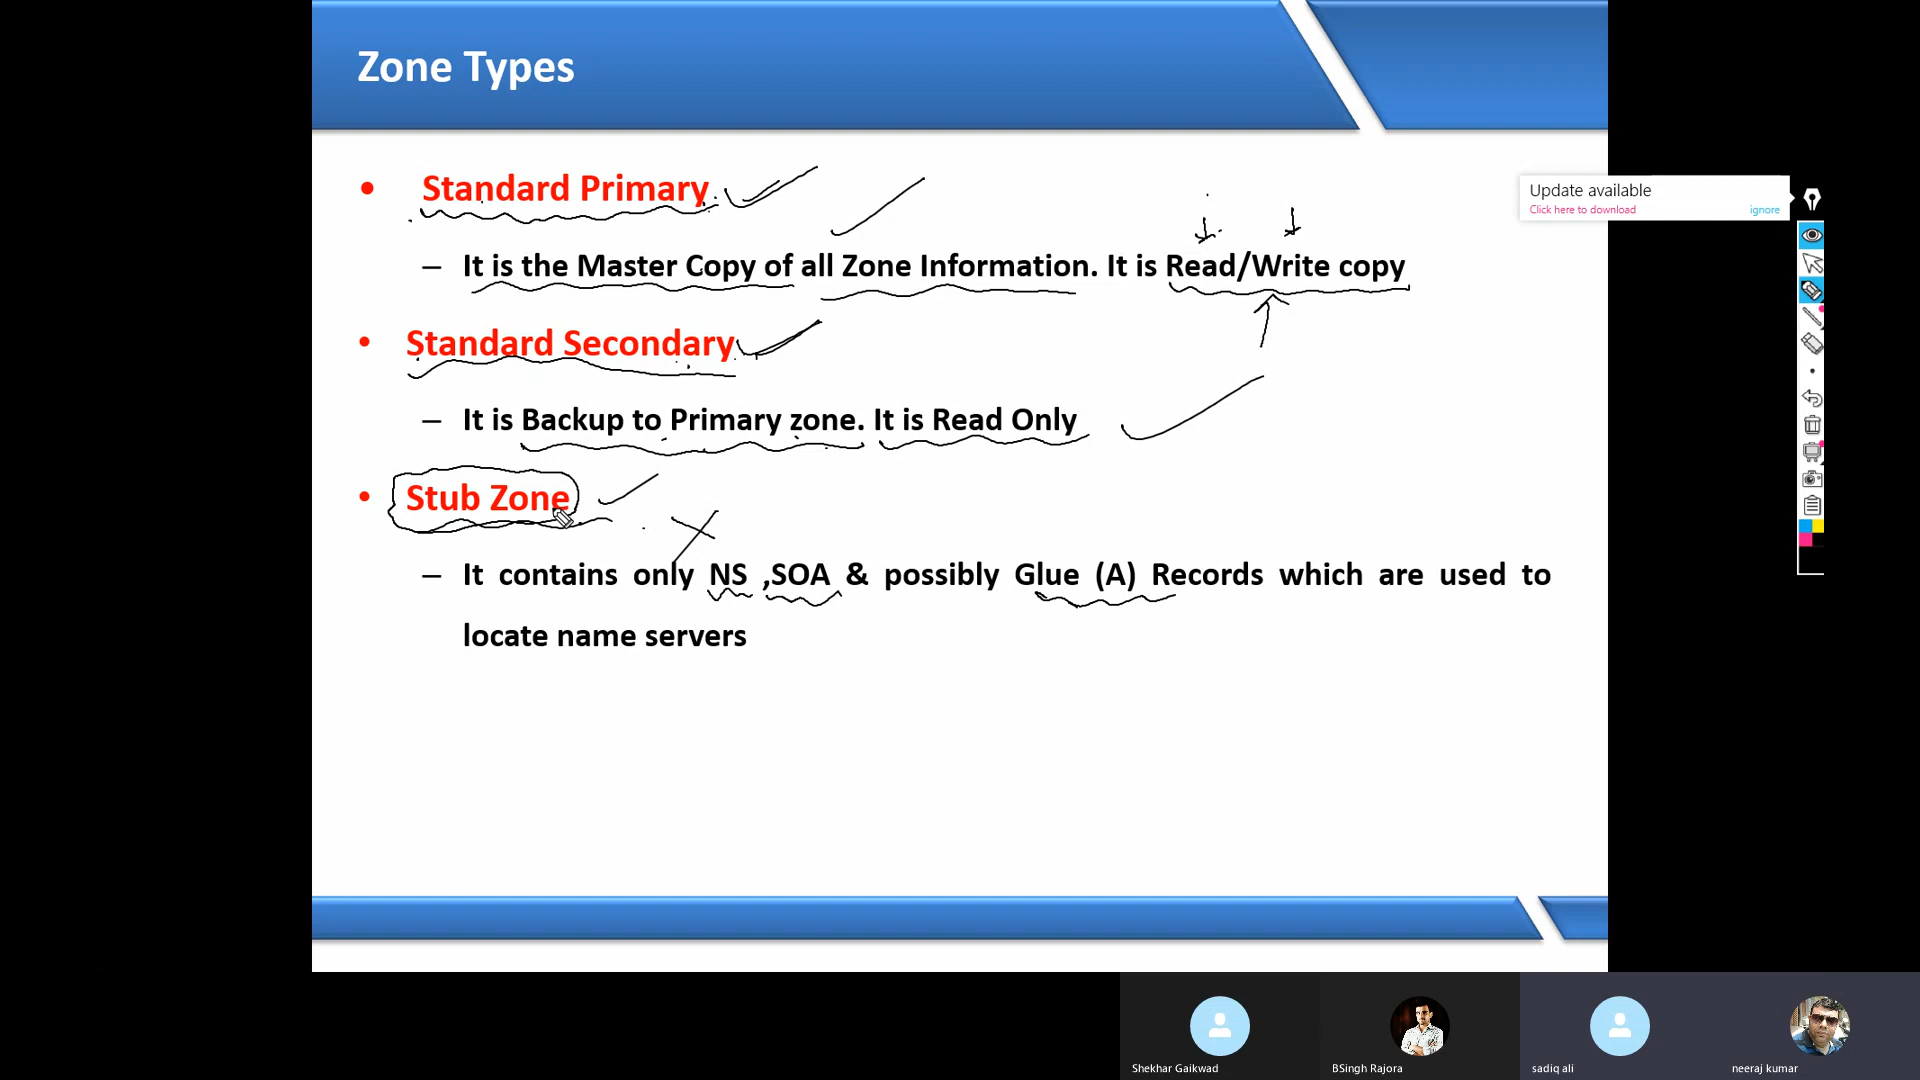 Zone Types
• Standard Primary
– It is the Master Copy of all Zone Information. It is Read/Write copy
• Standard Secondary
– It is Backup to Primary zone. It is Read Only
• Stub Zone
– It contains only NS ,SOA & possibly Glue (A) Records which are used to
locate name servers
Update available
Click here to download ignore
Shekhar Gaikwad
BSingh Rajora
sadiq ali
neeraj kumar